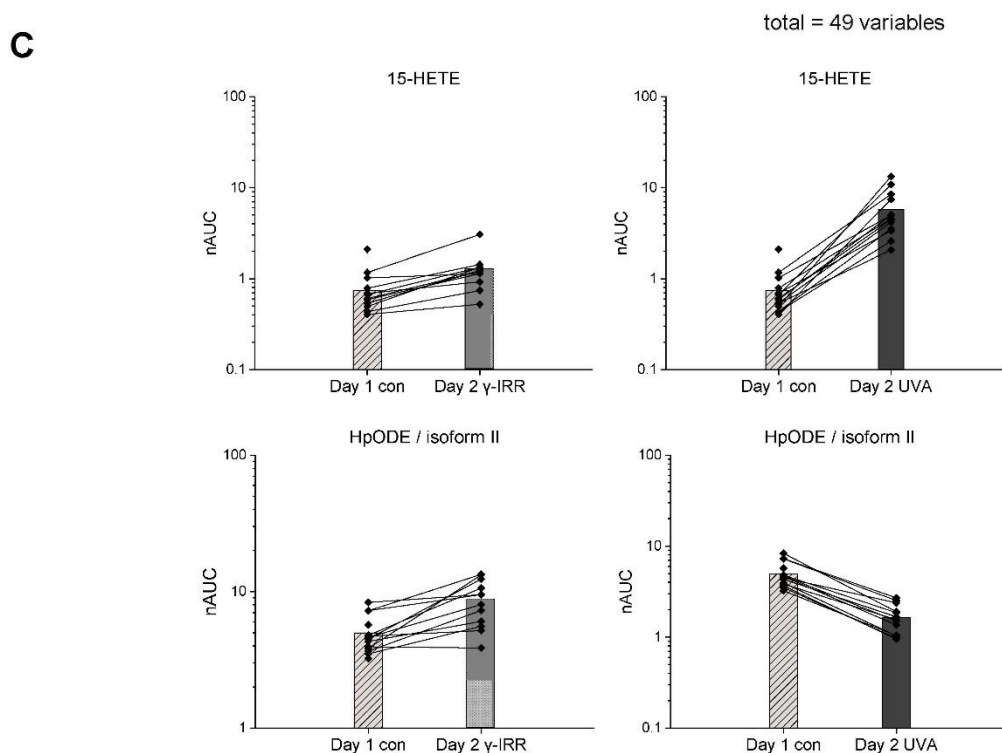 total = 49 variables
C
15-HETE
100
10
1
0.1
nAUC
Day 1 con
Day 2 γ-IRR
15-HETE
100
10
1
0.1
nAUC
Day 1 con
Day 2 UVA
HpODE / isoform II
100
10
1
nAUC
Day 1 con
Day 2 γ-IRR
HpODE / isoform II
100
10
1
0.1
nAUC
Day 1 con
Day 2 UVA